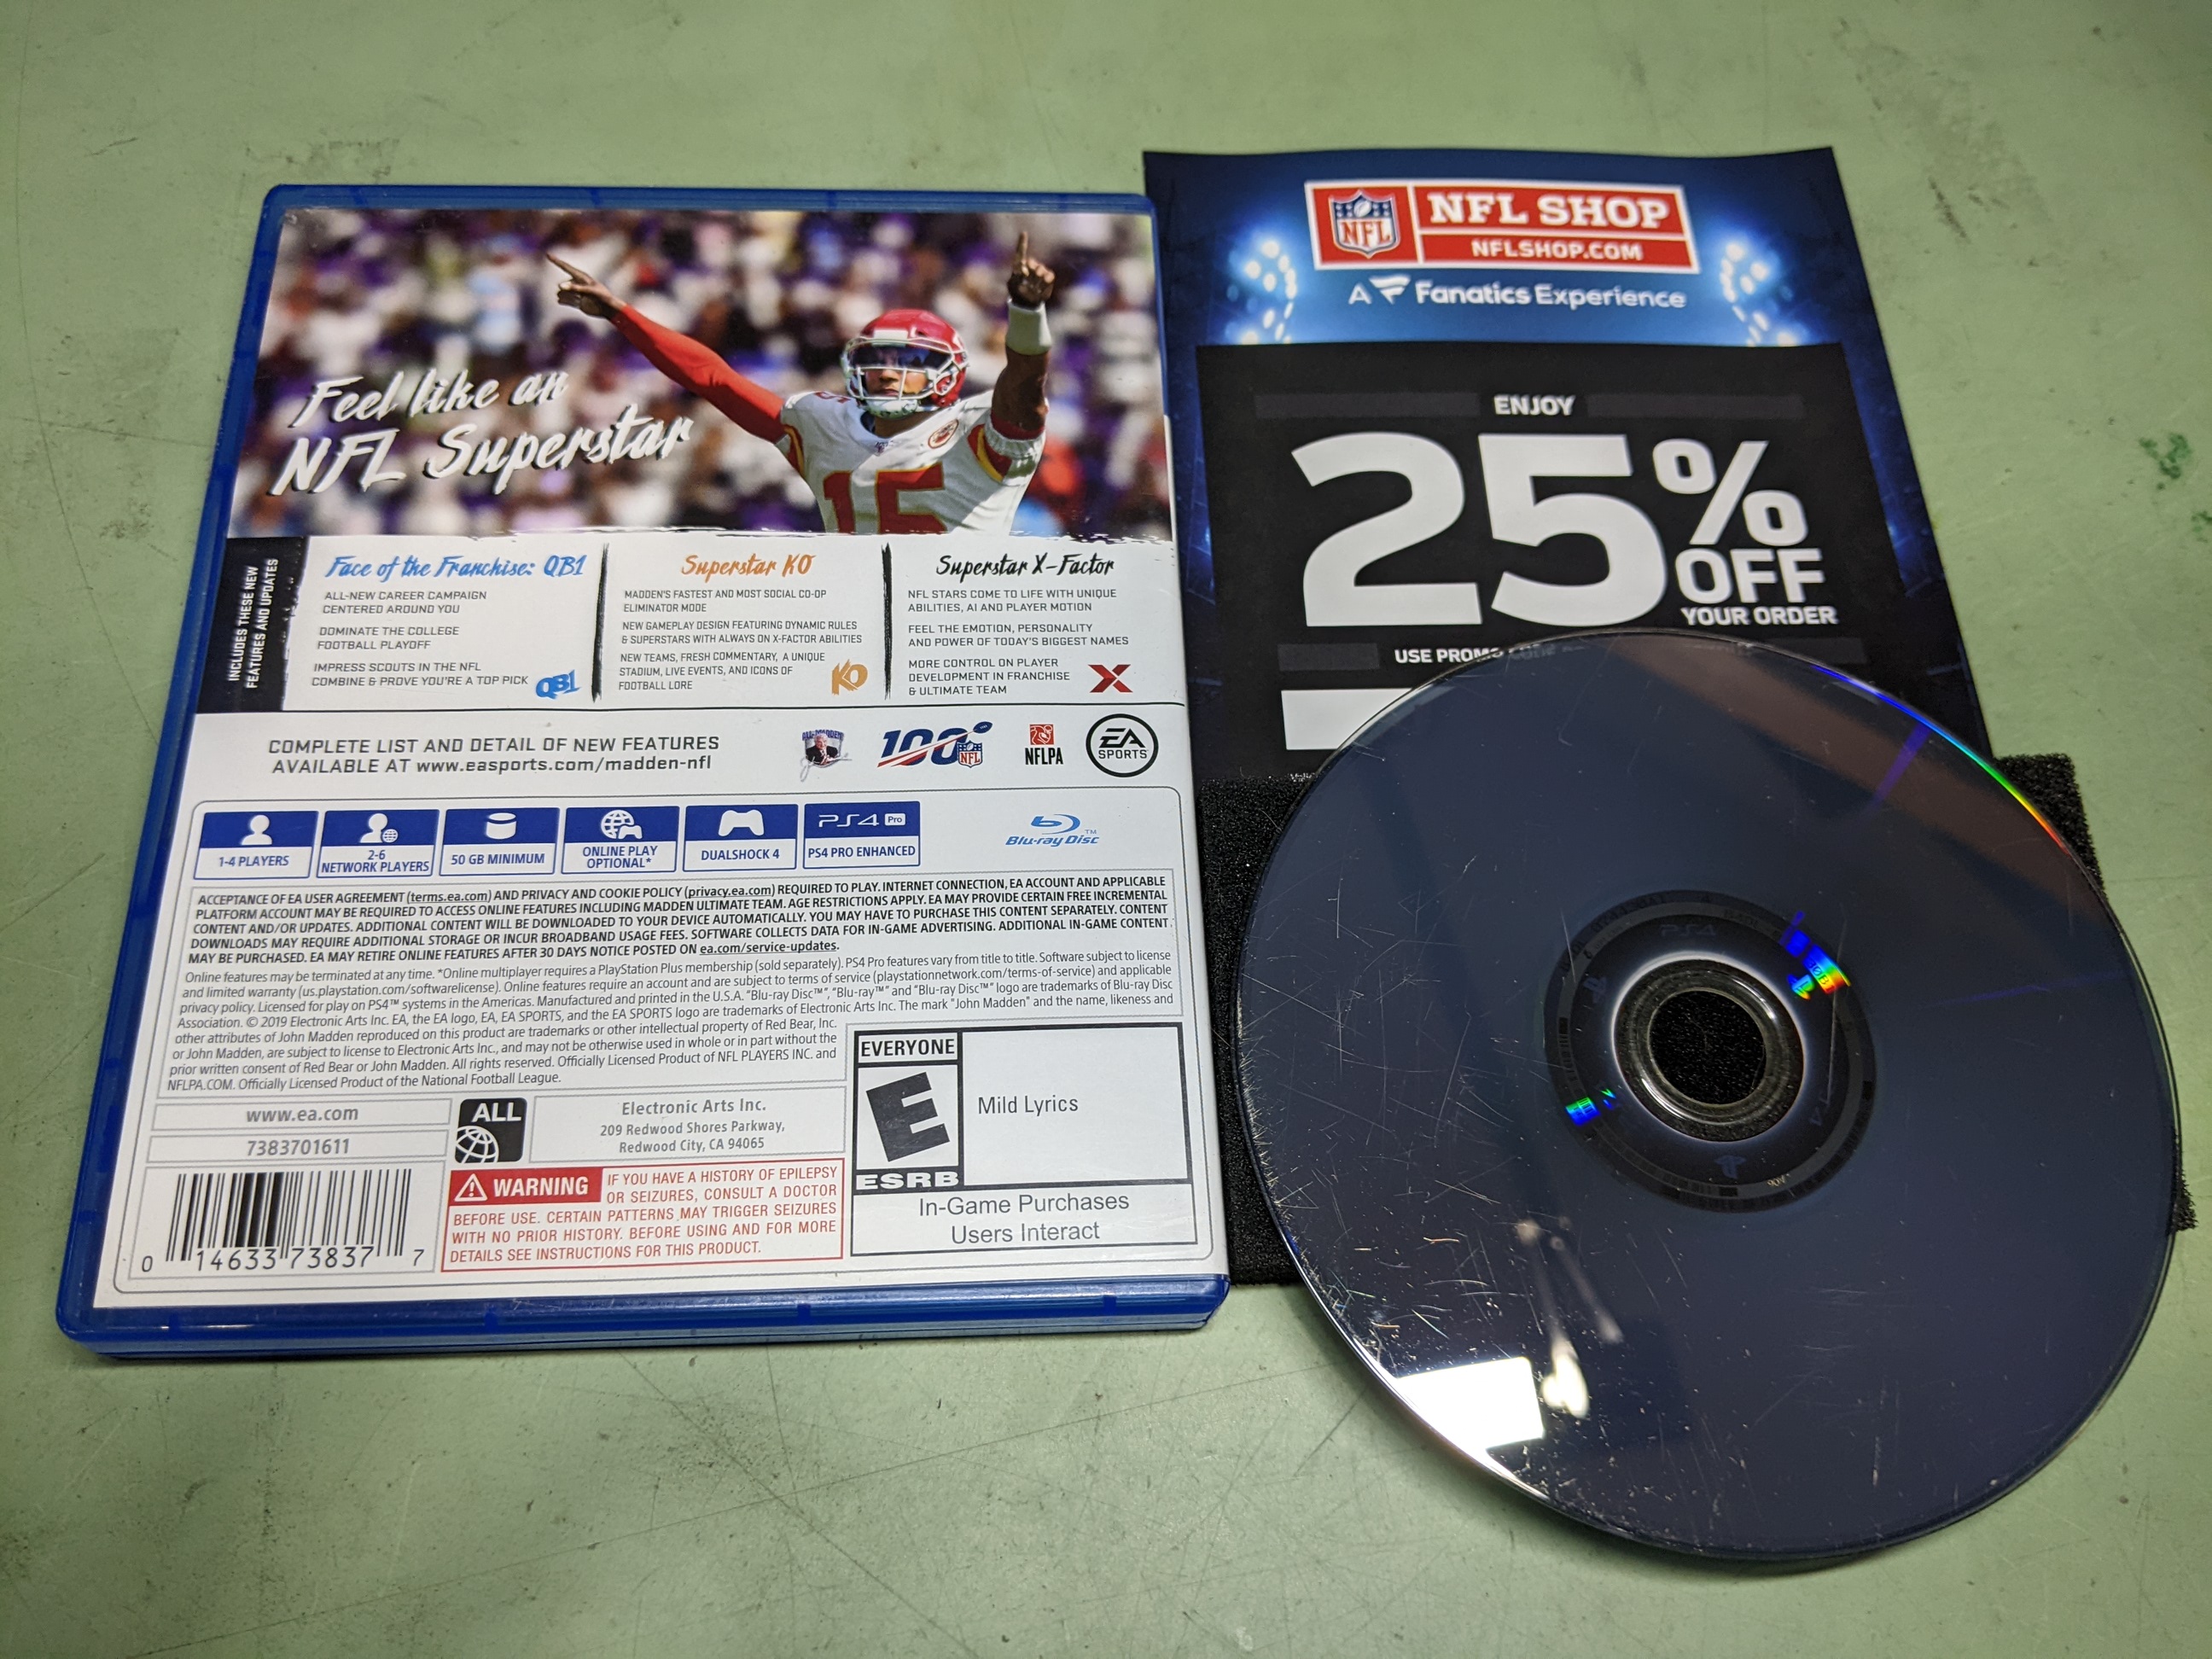 Feel like an
NFL Superstar
15
INCLUDES THESE NEW
FEATURES AND UPDATES
Face of the Franchise: QB1
ALL-NEW CAREER CAMPAIGN
CENTERED AROUND YOU
DOMINATE THE COLLEGE
FOOTBALL PLAYOFF
IMPRESS SCOUTS IN THE NFL
COMBINE & PROVE YOU'RE A TOP PICK
QB1
Superstar KO
MADDEN'S FASTEST AND MOST SOCIAL CO-OP
ELIMINATOR MODE
NEW GAMEPLAY DESIGN FEATURING DYNAMIC RULES
& SUPERSTARS WITH ALWAYS ON X-FACTOR ABILITIES
NEW TEAMS, FRESH COMMENTARY, A UNIQUE
STADIUM, LIVE EVENTS, AND ICONS OF
FOOTBALL LORE
KO
Superstar X-Factor
NFL STARS COME TO LIFE WITH UNIQUE
ABILITIES, AI AND PLAYER MOTION
FEEL THE EMOTION, PERSONALITY
AND POWER OF TODAY'S BIGGEST NAMES
MORE CONTROL ON PLAYER
DEVELOPMENT IN FRANCHISE
& ULTIMATE TEAM
X
COMPLETE LIST AND DETAIL OF NEW FEATURES
AVAILABLE AT www.easports.com/madden-nfl
100 NFL
NFLPA
EA
SPORTS
1-4 PLAYERS
2-6
NETWORK PLAYERS
50 GB MINIMUM
ONLINE PLAY
OPTIONAL*
DUALSHOCK 4
PS4 Pro
PS4 PRO ENHANCED
Blu-ray Disc™
ACCEPTANCE OF EA USER AGREEMENT (terms.ea.com) AND PRIVACY AND COOKIE POLICY (privacy.ea.com) REQUIRED TO PLAY. INTERNET CONNECTION, EA ACCOUNT AND APPLICABLE
PLATFORM ACCOUNT MAY BE REQUIRED TO ACCESS ONLINE FEATURES INCLUDING MADDEN ULTIMATE TEAM. AGE RESTRICTIONS APPLY. EA MAY PROVIDE CERTAIN FREE INCREMENTAL
CONTENT AND/OR UPDATES. ADDITIONAL CONTENT WILL BE DOWNLOADED TO YOUR DEVICE AUTOMATICALLY. YOU MAY HAVE TO PURCHASE THIS CONTENT SEPARATELY. CONTENT
DOWNLOADS MAY REQUIRE ADDITIONAL STORAGE OR INCUR BROADBAND USAGE FEES. SOFTWARE COLLECTS DATA FOR IN-GAME ADVERTISING. ADDITIONAL IN-GAME CONTENT
MAY BE PURCHASED. EA MAY RETIRE ONLINE FEATURES AFTER 30 DAYS NOTICE POSTED ON ea.com/service-updates.
Online features may be terminated at any time. *Online multiplayer requires a PlayStation Plus membership (sold separately). PS4 Pro features vary from title to title. Software subject to license
and limited warranty (us.playstation.com/softwarelicense). Online features require an account and are subject to terms of service (playstationnetwork.com/terms-of-service) and applicable
privacy policy. Licensed for play on PS4™ systems in the Americas. Manufactured and printed in the U.S.A. "Blu-ray Disc™", "Blu-ray™" and "Blu-ray Disc™" logo are trademarks of Blu-ray Disc
Association. © 2019 Electronic Arts Inc. EA, the EA logo, EA, EA SPORTS, and the EA SPORTS logo are trademarks of Electronic Arts Inc. The mark "John Madden" and the name, likeness and
other attributes of John Madden reproduced on this product are trademarks or other intellectual property of Red Bear, Inc.
or John Madden, are subject to license to Electronic Arts Inc., and may not be otherwise used in whole or in part without the
prior written consent of Red Bear or John Madden. All rights reserved. Officially Licensed Product of NFL PLAYERS INC. and
NFLPA.COM. Officially Licensed Product of the National Football League.
www.ea.com
7383701611
ALL
Electronic Arts Inc.
209 Redwood Shores Parkway,
Redwood City, CA 94065
0 14633 73837 7
WARNING IF YOU HAVE A HISTORY OF EPILEPSY
OR SEIZURES, CONSULT A DOCTOR
BEFORE USE. CERTAIN PATTERNS MAY TRIGGER SEIZURES
WITH NO PRIOR HISTORY. BEFORE USING AND FOR MORE
DETAILS SEE INSTRUCTIONS FOR THIS PRODUCT.
EVERYONE
E
ESRB
Mild Lyrics
In-Game Purchases
Users Interact
NFL
NFL SHOP
NFLSHOP.COM
A Fanatics Experience
ENJOY
25%
OFF
YOUR ORDER
USE PROMO
PS4